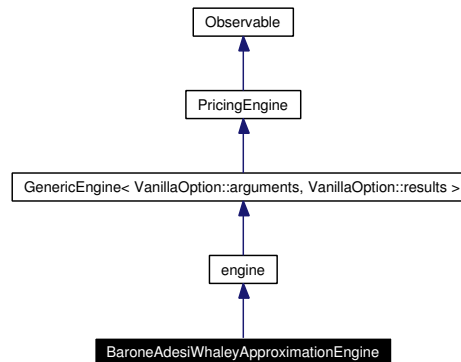 Observable
PricingEngine
GenericEngine< VanillaOption::arguments, VanillaOption::results >
engine
BaroneAdesiWhaleyApproximationEngine